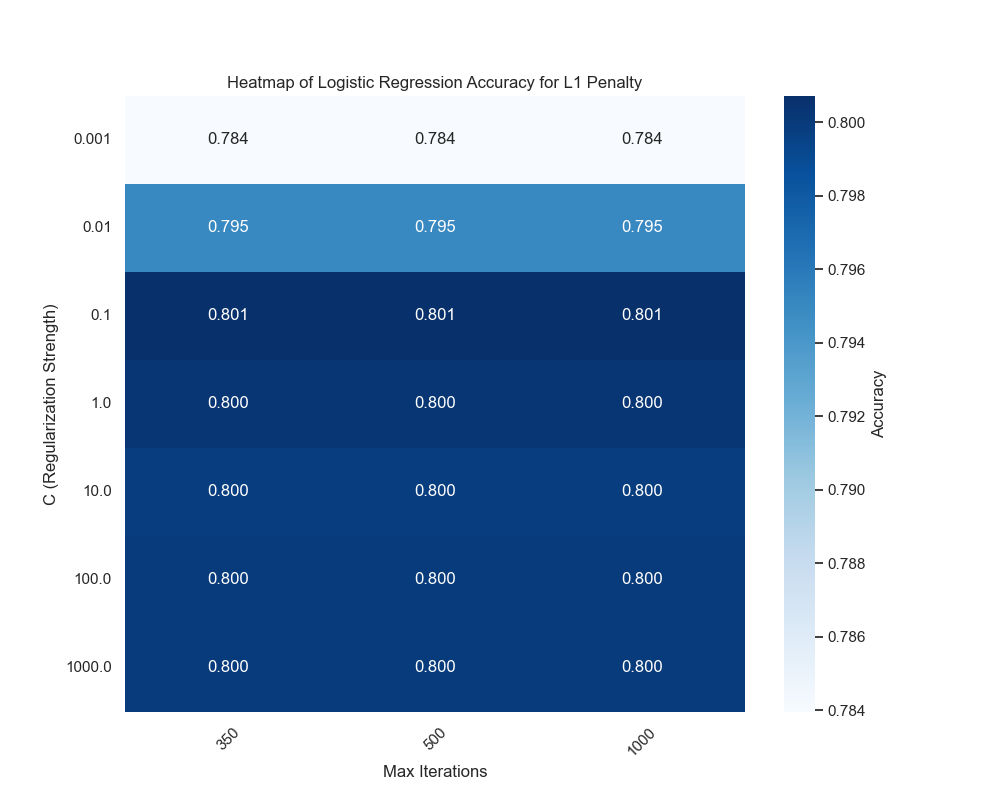 Heatmap of Logistic Regression Accuracy for L1 Penalty
C (Regularization Strength)
0.001 0.784 0.784 0.784
0.01 0.795 0.795 0.795
0.1 0.801 0.801 0.801
1.0 0.800 0.800 0.800
10.0 0.800 0.800 0.800
100.0 0.800 0.800 0.800
1000.0 0.800 0.800 0.800
350 500 1000
Max Iterations
0.800
0.798
0.796
0.794
0.792
0.790
0.788
0.786
0.784
Accuracy